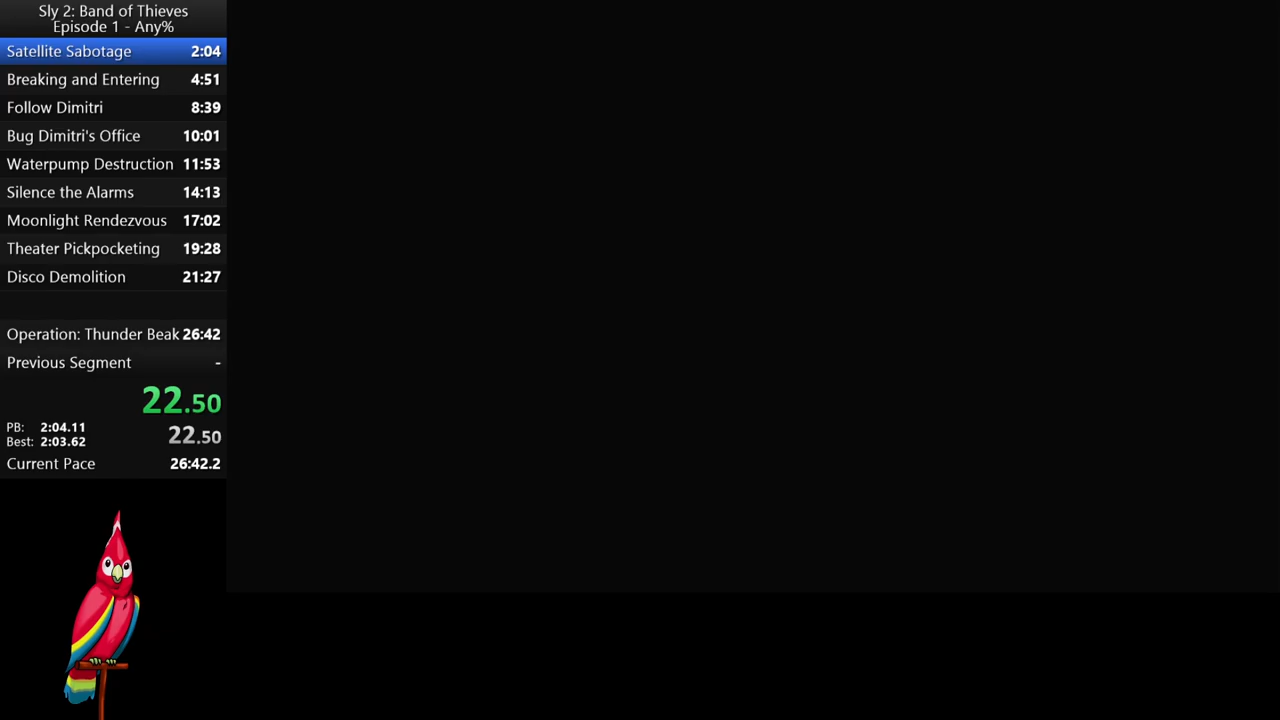 Sly 2: Band of Thieves
Episode 1 - Any%
Satellite Sabotage 2:04
Breaking and Entering 4:51
Follow Dimitri 8:39
Bug Dimitri's Office 10:01
Waterpump Destruction 11:53
Silence the Alarms 14:13
Moonlight Rendezvous 17:02
Theater Pickpocketing 19:28
Disco Demolition 21:27
Operation: Thunder Beak 26:42
Previous Segment -
22.50
PB: 2:04.11
Best: 2:03.62
22.50
Current Pace 26:42.2